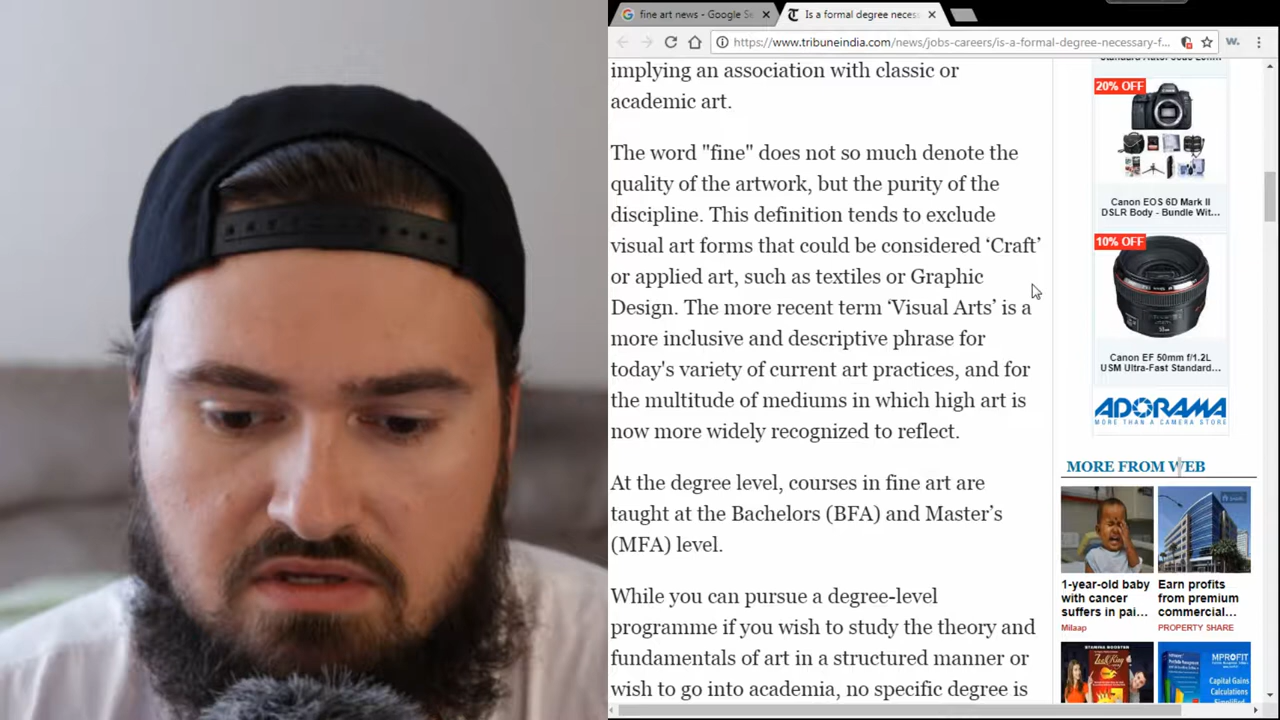 fine art news - Google Se
Is a formal degree neces
https://www.tribuneindia.com/news/jobs-careers/is-a-formal-degree-necessary-f...
W.
implying an association with classic or
academic art.
The word "fine" does not so much denote the
quality of the artwork, but the purity of the
discipline. This definition tends to exclude
visual art forms that could be considered ‘Craft’
or applied art, such as textiles or Graphic
Design. The more recent term ‘Visual Arts’ is a
more inclusive and descriptive phrase for
today's variety of current art practices, and for
the multitude of mediums in which high art is
now more widely recognized to reflect.
At the degree level, courses in fine art are
taught at the Bachelors (BFA) and Master’s
(MFA) level.
While you can pursue a degree-level
programme if you wish to study the theory and
fundamentals of art in a structured manner or
wish to go into academia, no specific degree is
20% OFF
Canon EOS 6D Mark II
DSLR Body - Bundle Wit...
10% OFF
Canon EF 50mm f/1.2L
USM Ultra-Fast Standard...
ADORAMA
MORE THAN A CAMERA STORE
MORE FROM WEB
1-year-old baby
with cancer
suffers in pai...
Milaap
Earn profits
from premium
commercial...
PROPERTY SHARE
MPROFIT
Capital Gains
Calculations